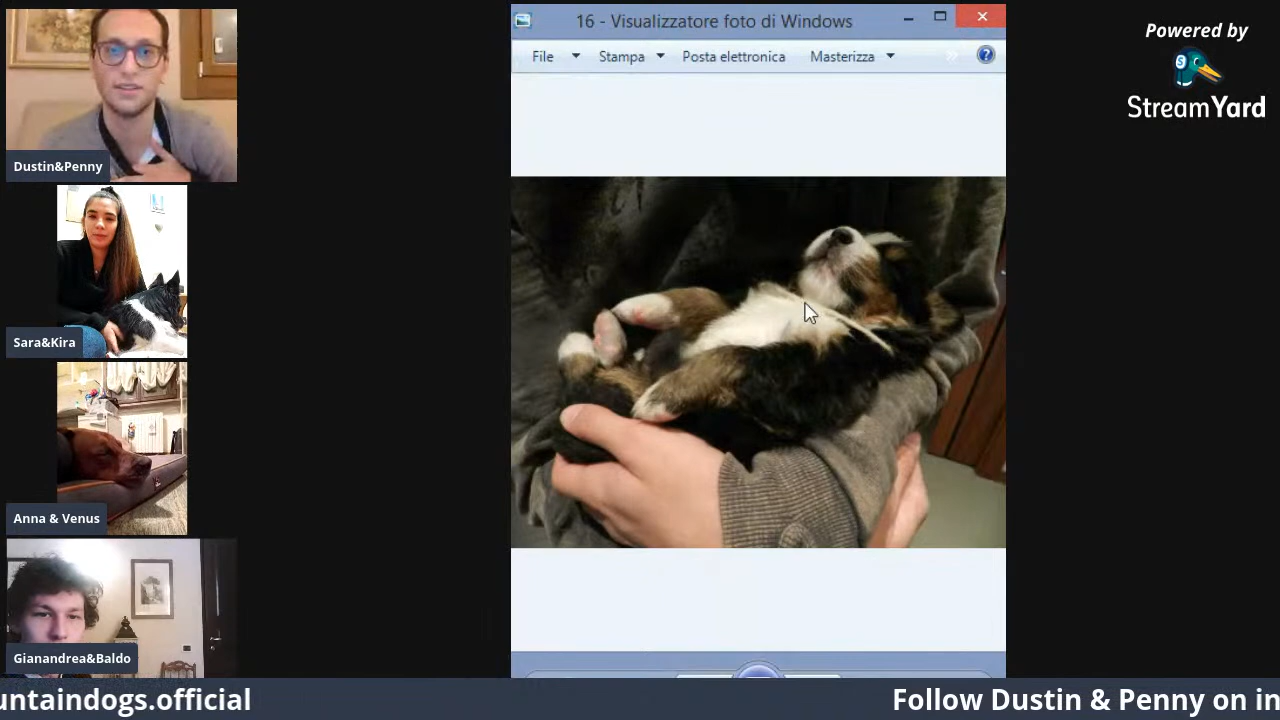 Dustin&Penny
Sara&Kira
Anna & Venus
Gianandrea&Baldo
16 - Visualizzatore foto di Windows
File Stampa Posta elettronica Masterizza
Powered by
StreamYard
untaindogs.official
Follow Dustin & Penny on in